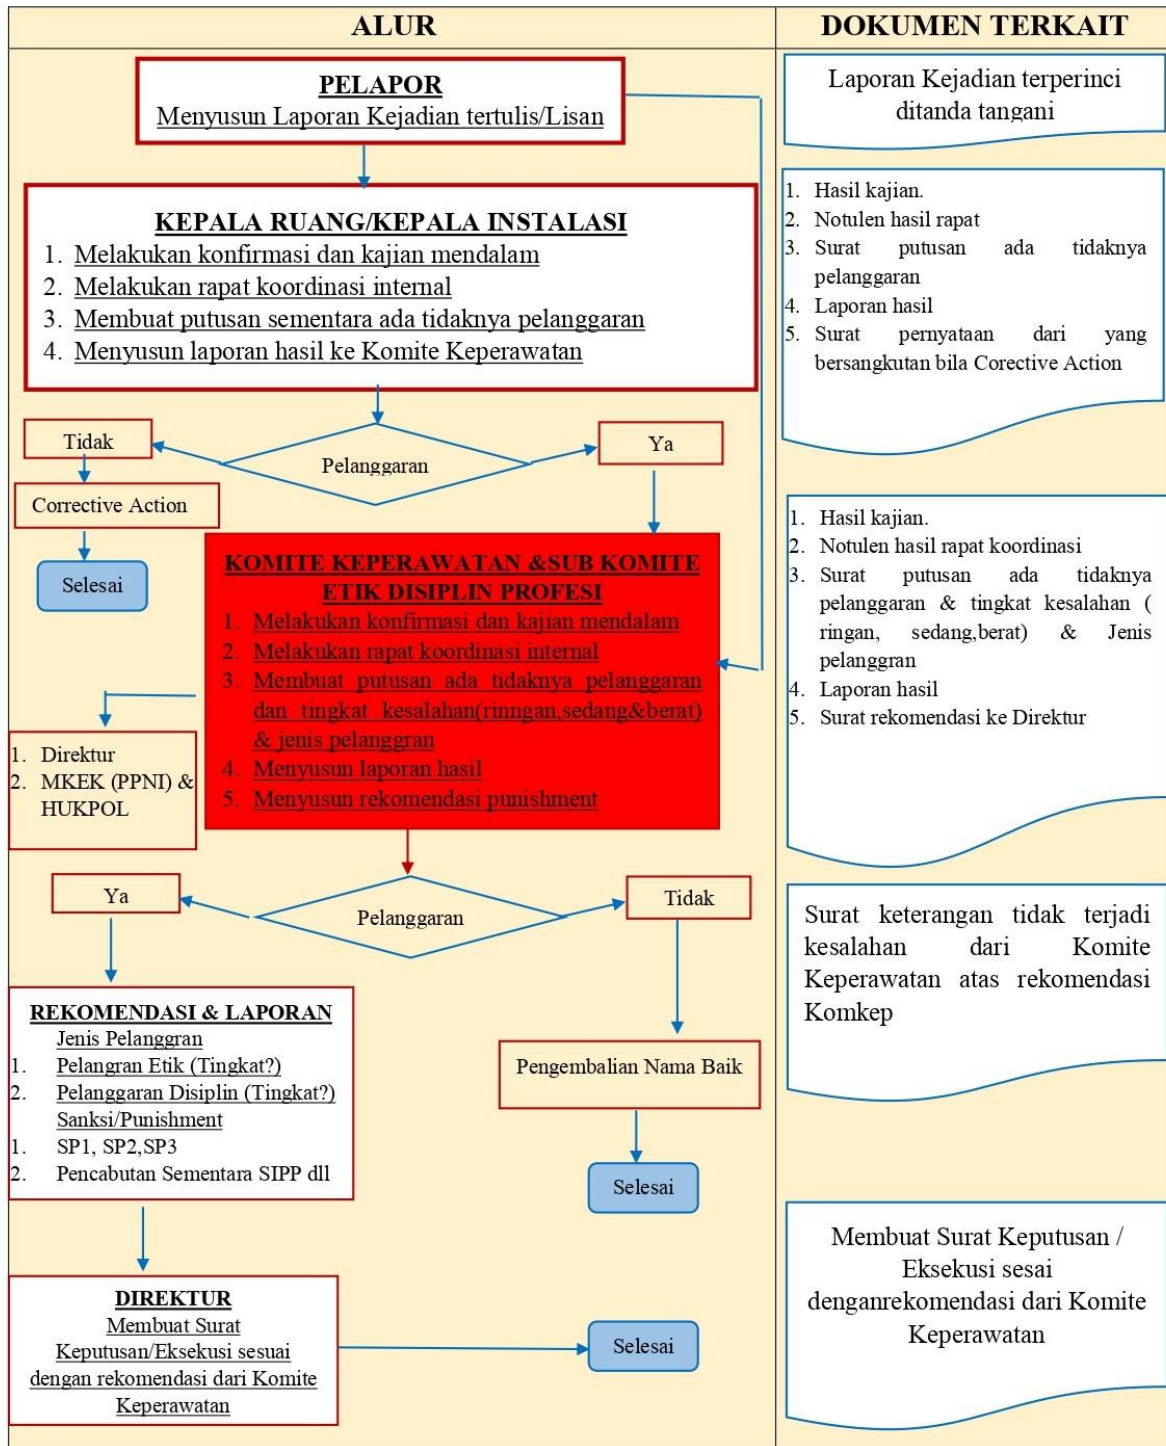 ALUR
DOKUMEN TERKAIT
PELAPOR
Menyusun Laporan Kejadian tertulis/Lisan
Laporan Kejadian terperinci
ditanda tangani
KEPALA RUANG/KEPALA INSTALASI
1. Melakukan konfirmasi dan kajian mendalam
2. Melakukan rapat koordinasi internal
3. Membuat putusan sementara ada tidaknya pelanggaran
4. Menyusun laporan hasil ke Komite Keperawatan
1. Hasil kajian.
2. Notulen hasil rapat
3. Surat putusan ada tidaknya
pelanggaran
4. Laporan hasil
5. Surat pernyataan dari yang
bersangkutan bila Corective Action
Tidak
Pelanggaran
Ya
Corrective Action
Selesai
KOMITE KEPERAWATAN &SUB KOMITE
ETIK DISIPLIN PROFESI
1. Melakukan konfirmasi dan kajian mendalam
2. Melakukan rapat koordinasi internal
3. Membuat putusan ada tidaknya pelanggaran
dan tingkat kesalahan(rinngan,sedang&berat)
& jenis pelanggran
4. Menyusun laporan hasil
5. Menyusun rekomendasi punishment
1. Hasil kajian.
2. Notulen hasil rapat koordinasi
3. Surat putusan ada tidaknya
pelanggaran & tingkat kesalahan (
ringan, sedang,berat) & Jenis
pelanggran
4. Laporan hasil
5. Surat rekomendasi ke Direktur
1. Direktur
2. MKEK (PPNI) &
HUKPOL
Ya
Pelanggaran
Tidak
Surat keterangan tidak terjadi
kesalahan dari Komite
Keperawatan atas rekomendasi
Komkep
REKOMENDASI & LAPORAN
Jenis Pelanggran
1. Pelangran Etik (Tingkat?)
2. Pelanggaran Disiplin (Tingkat?)
Sanksi/Punishment
1. SP1, SP2,SP3
2. Pencabutan Sementara SIPP dll
Pengembalian Nama Baik
Selesai
DIREKTUR
Membuat Surat
Keputusan/Eksekusi sesuai
dengan rekomendasi dari Komite
Keperawatan
Selesai
Membuat Surat Keputusan /
Eksekusi sesai
denganrekomendasi dari Komite
Keperawatan